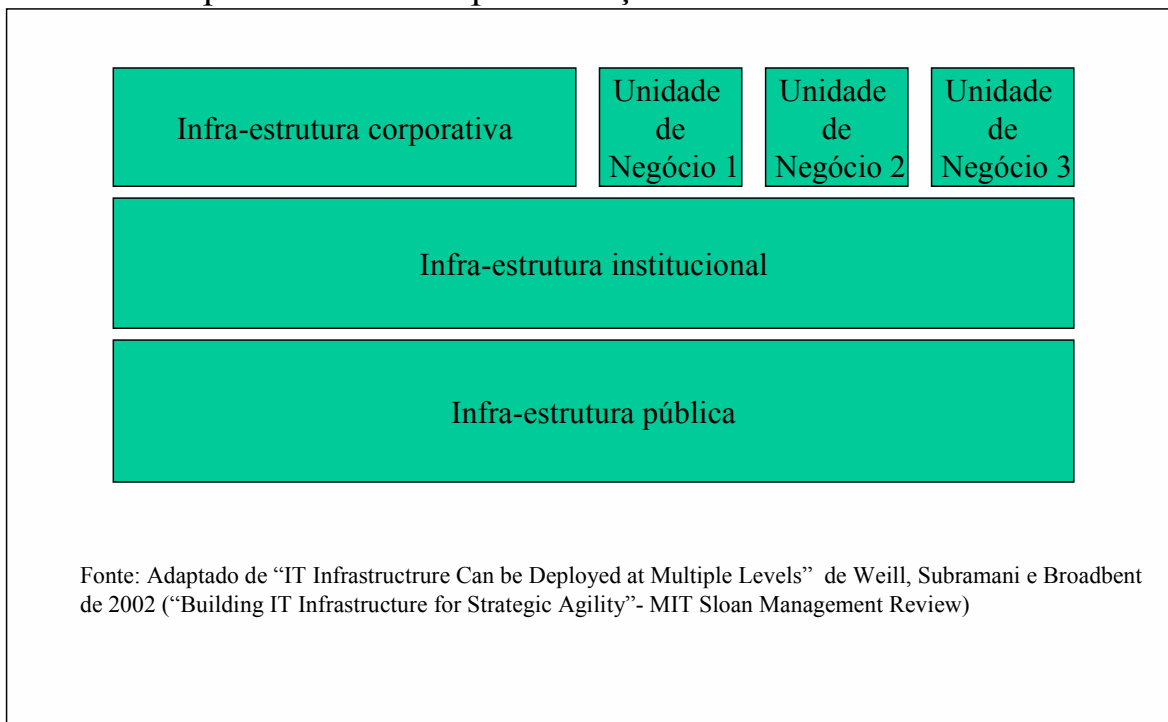 Infra-estrutura corporativa
Unidade
de
Negócio 1
Unidade
de
Negócio 2
Unidade
de
Negócio 3
Infra-estrutura institucional
Infra-estrutura pública
Fonte: Adaptado de “IT Infrastructrure Can be Deployed at Multiple Levels” de Weill, Subramani e Broadbent
de 2002 (“Building IT Infrastructure for Strategic Agility”- MIT Sloan Management Review)